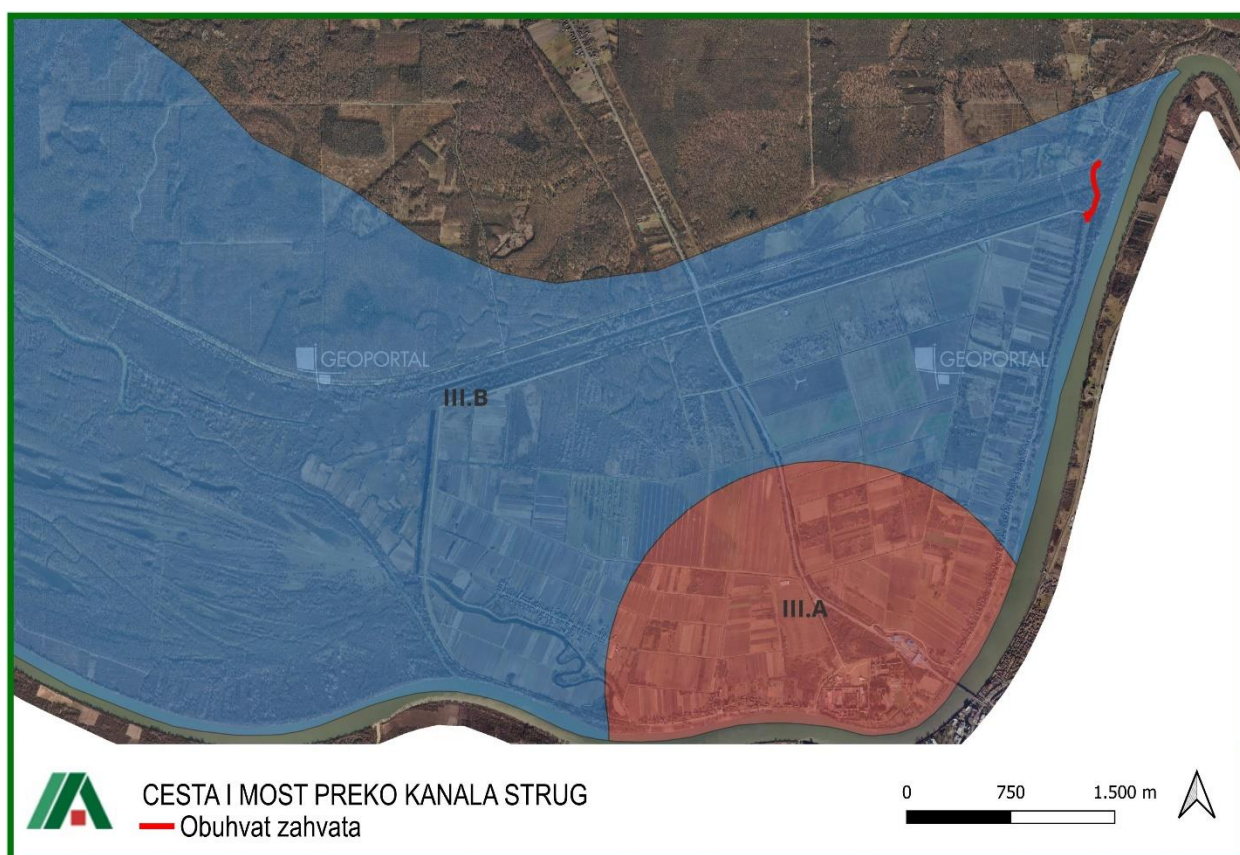 GEOPORTAL
GEOPORTAL
III.B
III.A
CESTA I MOST PREKO KANALA STRUG
Obuhvat zahvata
0 750 1.500 m